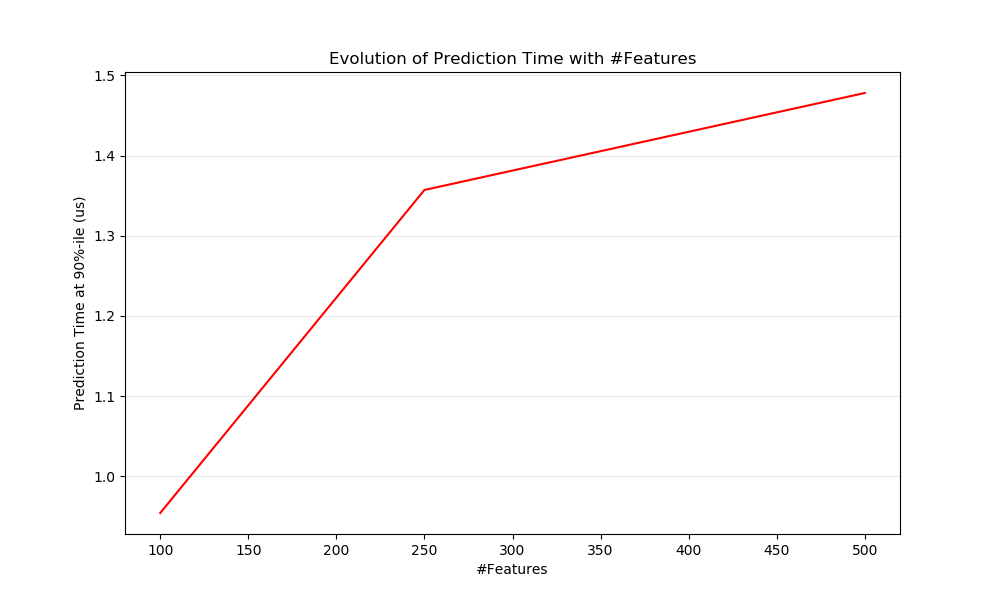 Evolution of Prediction Time with #Features
Prediction Time at 90%-ile (us)
1.5
1.4
1.3
1.2
1.1
1.0
100 150 200 250 300 350 400 450 500
#Features